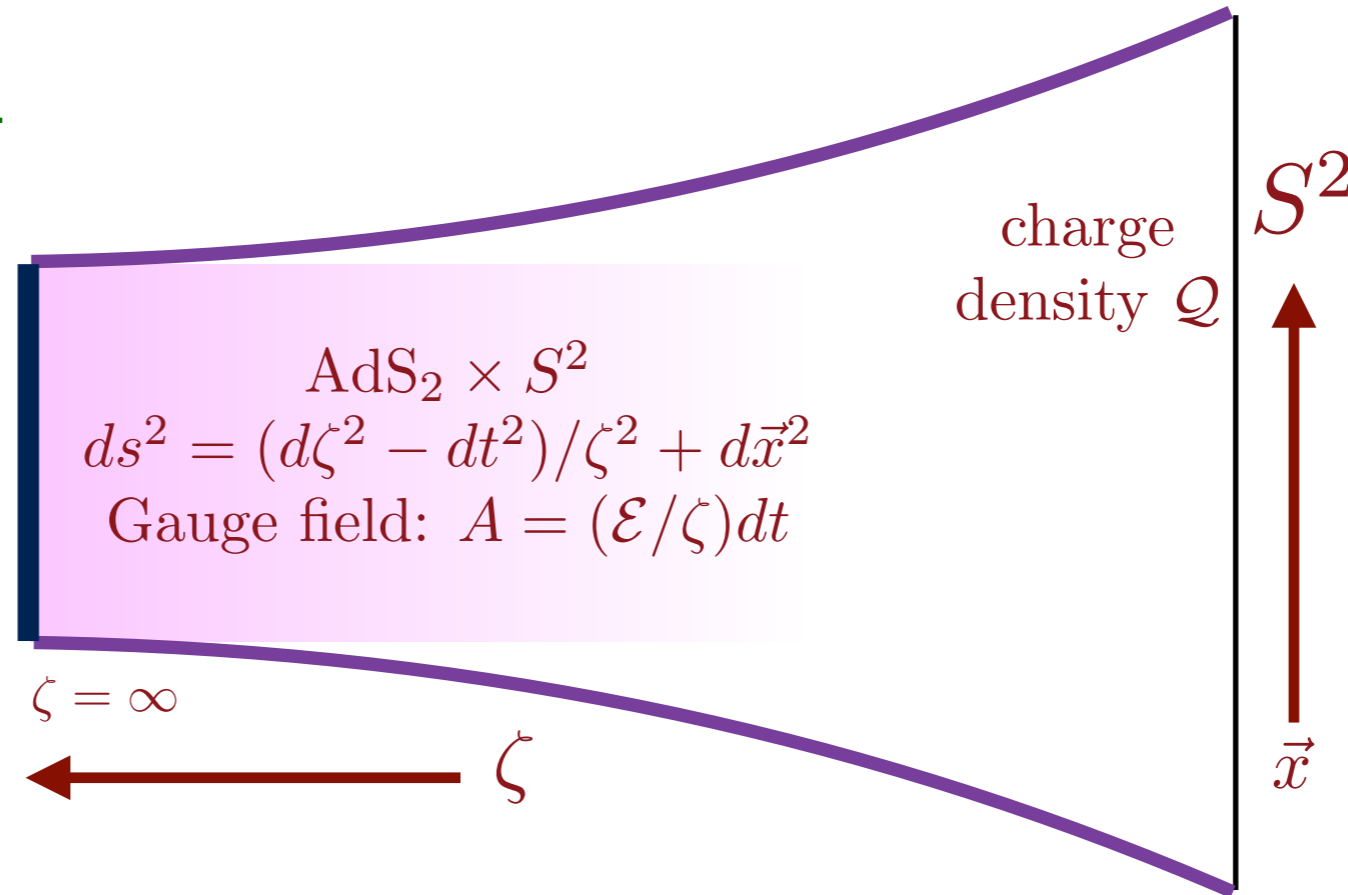 S²
charge
density 𝒬
AdS₂ × S²
ds² = (dζ² − dt²)/ζ² + dx⃗²
Gauge field: A = (ℰ/ζ)dt
ζ = ∞
ζ
x⃗